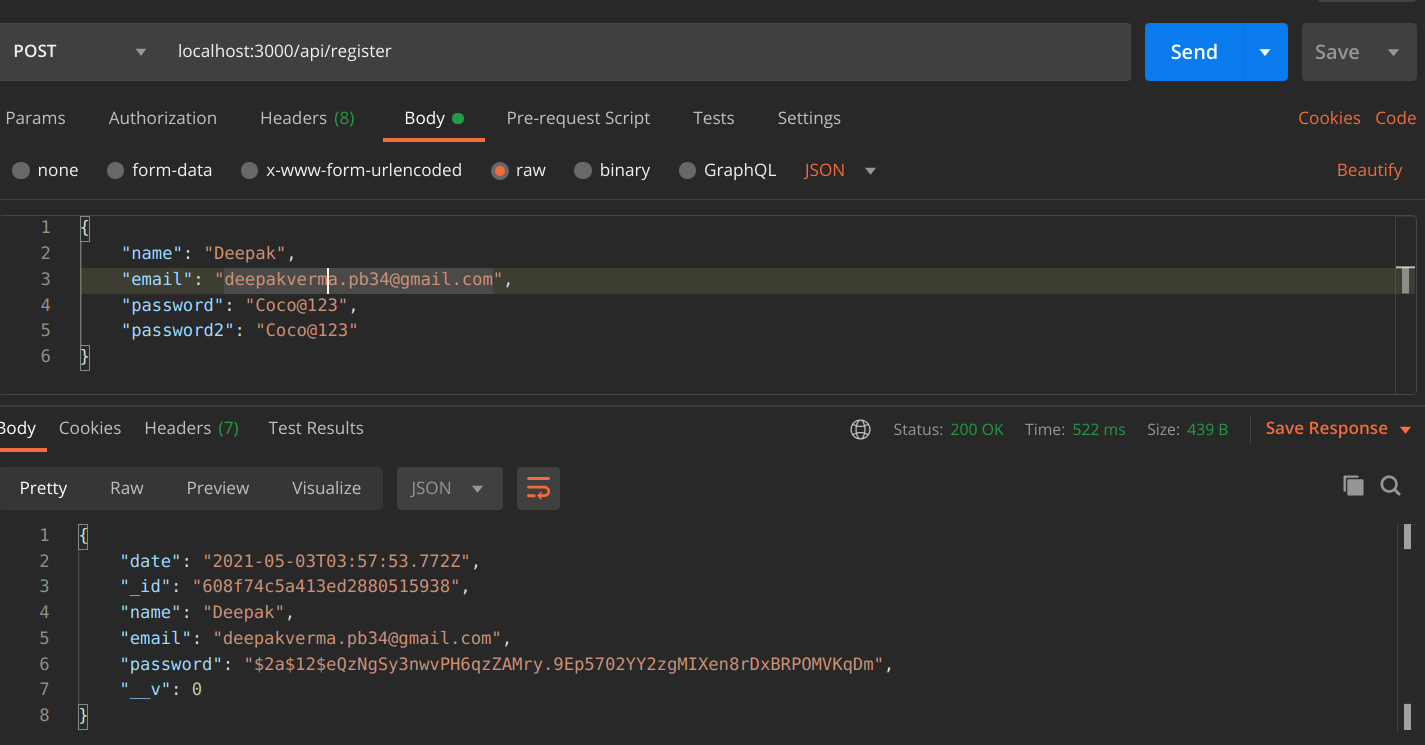 POST localhost:3000/api/register Send Save
Params Authorization Headers (8) Body Pre-request Script Tests Settings Cookies Code
none form-data x-www-form-urlencoded raw binary GraphQL JSON Beautify
1 {
2 "name": "Deepak",
3 "email": "deepakverma.pb34@gmail.com",
4 "password": "Coco@123",
5 "password2": "Coco@123"
6 }
Body Cookies Headers (7) Test Results Status: 200 OK Time: 522 ms Size: 439 B Save Response
Pretty Raw Preview Visualize JSON
1 {
2 "date": "2021-05-03T03:57:53.772Z",
3 "_id": "608f74c5a413ed2880515938",
4 "name": "Deepak",
5 "email": "deepakverma.pb34@gmail.com",
6 "password": "$2a$12$eQzNgSy3nwvPH6qzZAMry.9Ep5702YY2zgMIXen8rDxBRPOMVKqDm",
7 "__v": 0
8 }